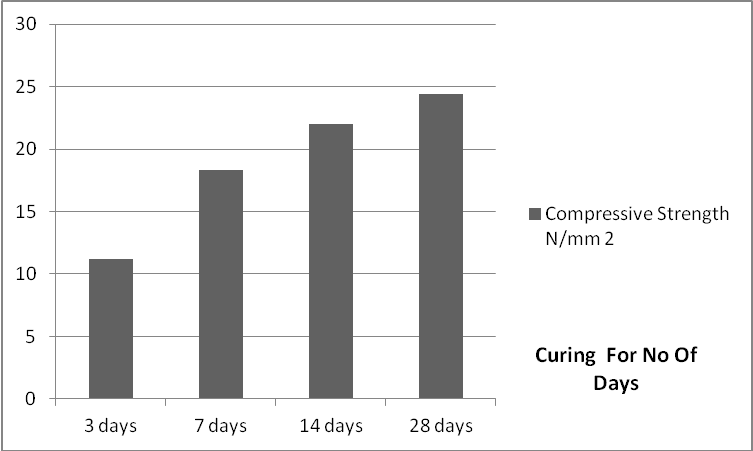 30
25
20
15
10
5
0
3 days
7 days
14 days
28 days
Compressive Strength
N/mm 2
Curing  For No Of
Days